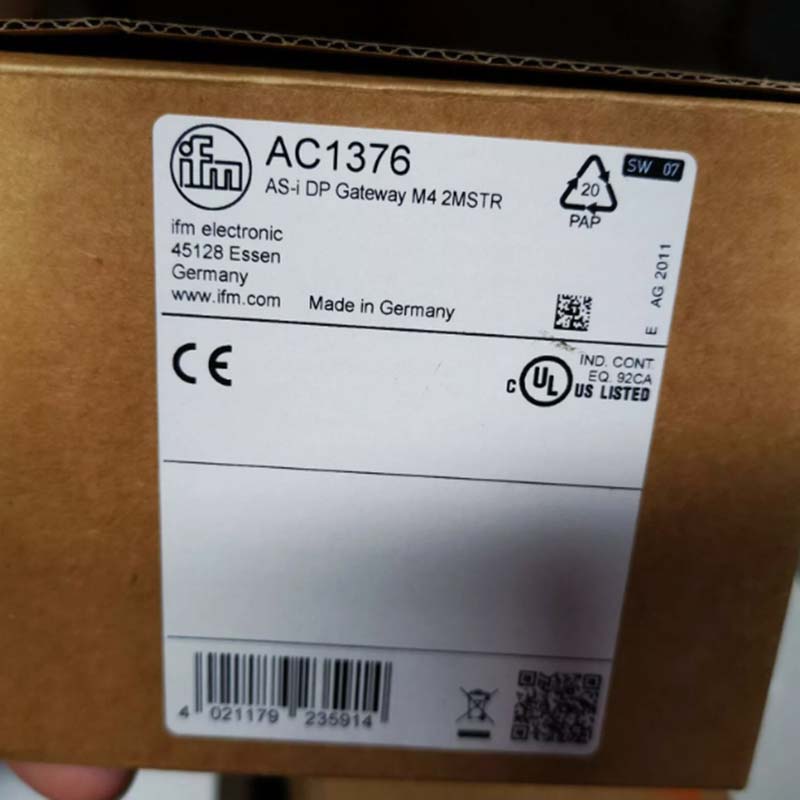 ifm
AC1376
AS-i DP Gateway M4 2MSTR
20
PAP
SW 07
ifm electronic
45128 Essen
Germany
www.ifm.com
Made in Germany
E AG 2011
CE
C UL US LISTED
IND. CONT.
EQ. 92CA
4 021179 235914